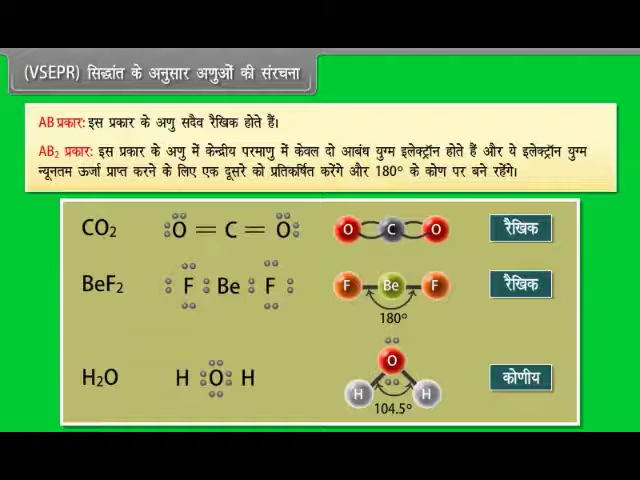 (VSEPR) सिद्धांत के अनुसार अणुओं की संरचना
AB प्रकार: इस प्रकार के अणु सदैव रैखिक होते हैं।
AB₂ प्रकार: इस प्रकार के अणु में केन्द्रीय परमाणु में केवल दो आबंध युग्म इलेक्ट्रॉन होते हैं और ये इलेक्ट्रॉन युग्म
न्यूनतम ऊर्जा प्राप्त करने के लिए एक दूसरे को प्रतिकर्षित करेंगे और 180° के कोण पर बने रहेंगे।
CO₂ O = C = O O C O रैखिक
BeF₂ F Be F F Be F रैखिक
180°
H₂O H O H O कोणीय
H H
104.5°